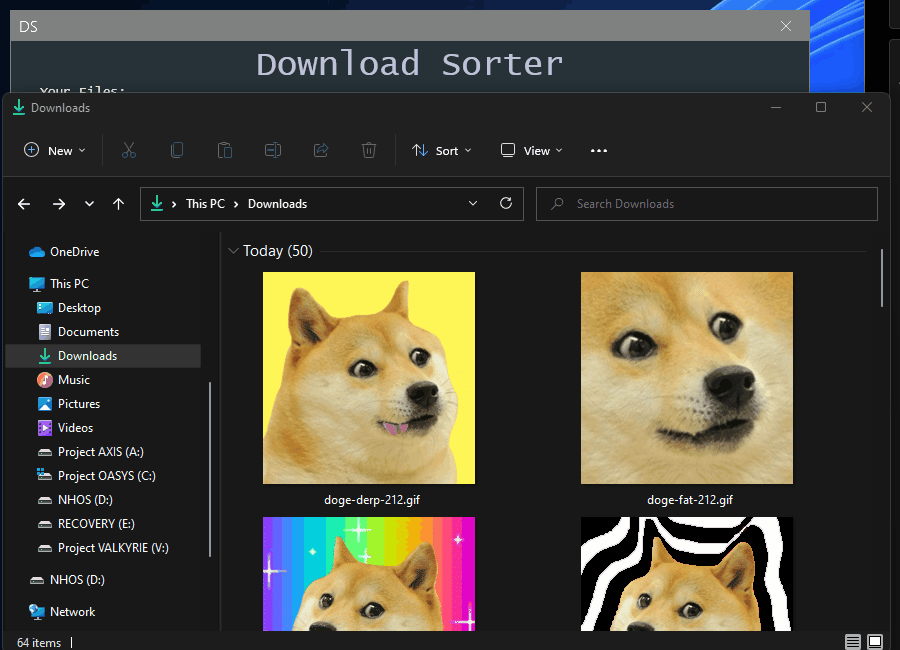 DS
Download Sorter
Your Files:
Downloads
New
Sort
View
This PC
Downloads
Search Downloads
OneDrive
This PC
Desktop
Documents
Downloads
Music
Pictures
Videos
Project AXIS (A:)
Project OASYS (C:)
NHOS (D:)
RECOVERY (E:)
Project VALKYRIE (V:)
NHOS (D:)
Network
Today (50)
doge-derp-212.gif
doge-fat-212.gif
64 items